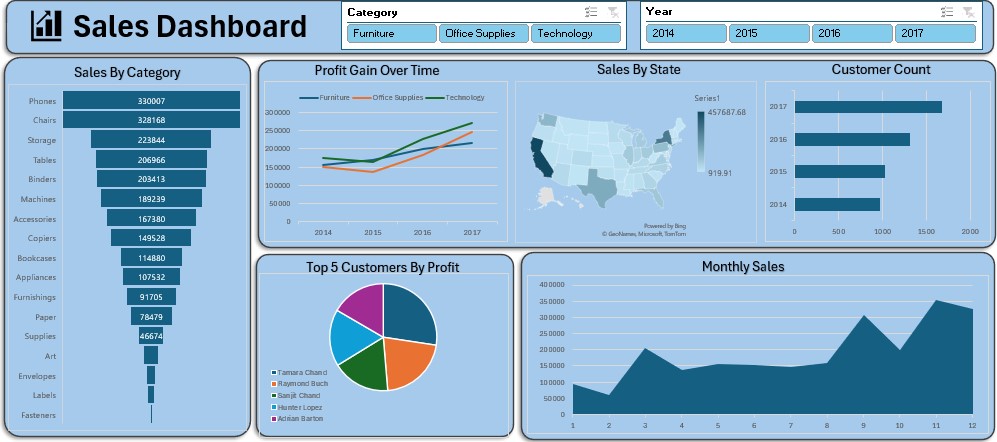 Sales Dashboard
Category
Furniture Office Supplies Technology
Year
2014 2015 2016 2017
Sales By Category
Phones 330007
Chairs 328168
Storage 223844
Tables 206966
Binders 203413
Machines 189239
Accessories 167380
Copiers 149528
Bookcases 114880
Appliances 107532
Furnishings 91705
Paper 78479
Supplies 46674
Art
Envelopes
Labels
Fasteners
Profit Gain Over Time
Furniture Office Supplies Technology
300000
250000
200000
150000
100000
50000
0
2014 2015 2016 2017
Sales By State
Series1
457687.68
919.91
Powered by Bing
© GeoNames, Microsoft, TomTom
Customer Count
2017
2016
2015
2014
0 500 1000 1500 2000
Top 5 Customers By Profit
Tamara Chand
Raymond Buch
Sanjit Chand
Hunter Lopez
Adrian Barton
Monthly Sales
400000
350000
300000
250000
200000
150000
100000
50000
0
1 2 3 4 5 6 7 8 9 10 11 12